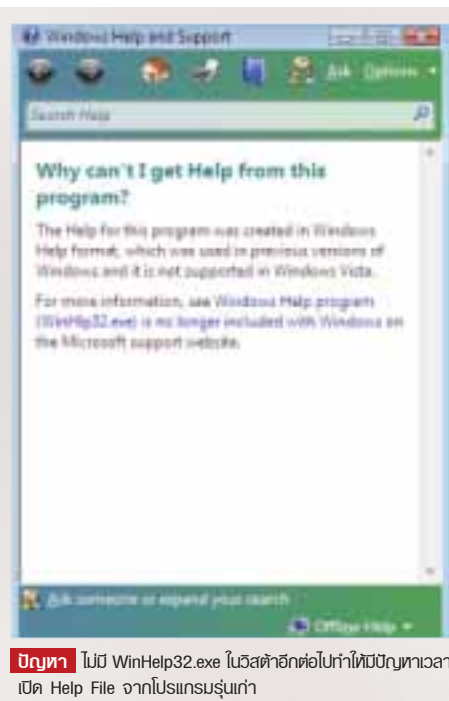 Windows Help and Support
Ask Options
Search Help
Why can't I get Help from this
program?
The Help for this program was created in Windows
Help format, which was used in previous versions of
Windows and it is not supported in Windows Vista.
For more information, see Windows Help program
(WinHlp32.exe) is no longer included with Windows on
the Microsoft support website.
Ask someone or expand your search
Offline Help
ปัญหา ไม่มี WinHelp32.exe ในวิสต้าอีกต่อไปทำให้มีปัญหาเวลา
เปิด Help File จากโปรแกรมรุ่นเก่า